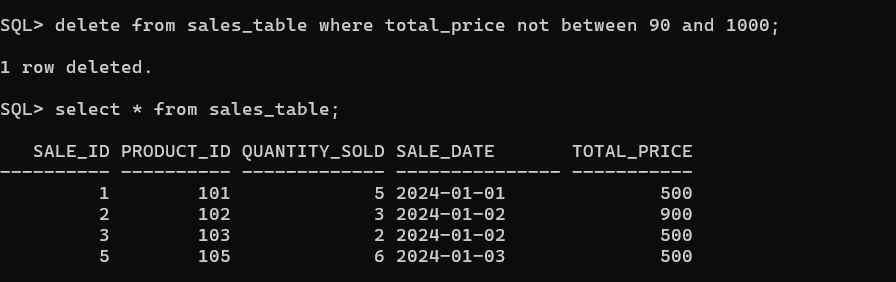 SQL> delete from sales_table where total_price not between 90 and 1000;
1 row deleted.
SQL> select * from sales_table;
   SALE_ID PRODUCT_ID QUANTITY_SOLD SALE_DATE       TOTAL_PRICE
---------- ---------- ------------- --------------- -----------
         1        101             5 2024-01-01              500
         2        102             3 2024-01-02              900
         3        103             2 2024-01-02              500
         5        105             6 2024-01-03              500